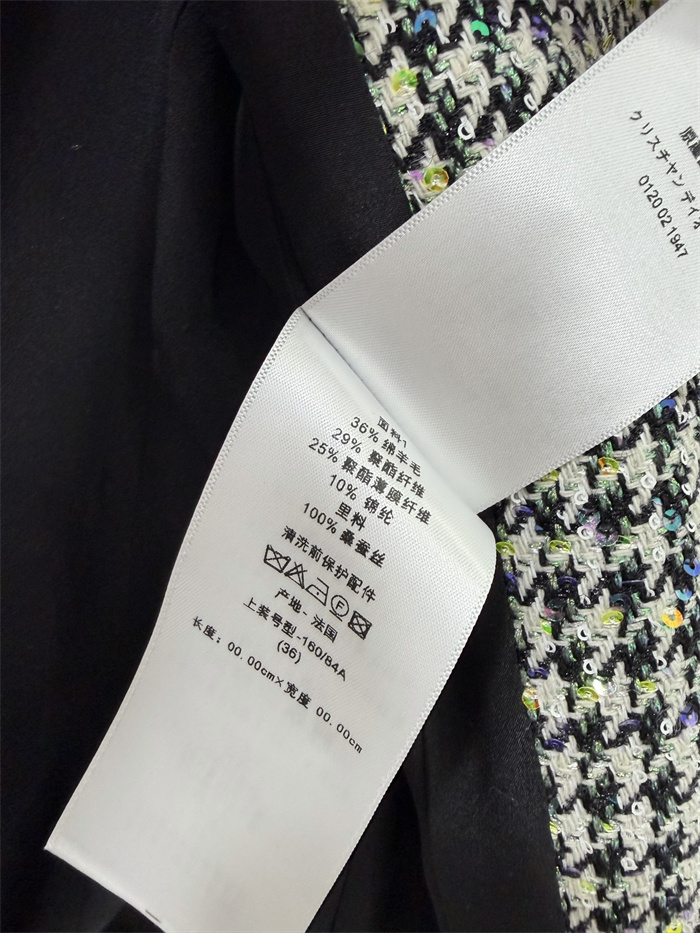 クリスチャンディオ
0120 02 1947
面料1
36% 绵羊毛
29% 聚酯纤维
25% 聚酯薄膜纤维
10% 锦纶
里料
100% 桑蚕丝
清洗前保护配件
F
产地- 法国
上装号型-160/84A
(36)
长度: 00.00cm×宽度 00.00cm